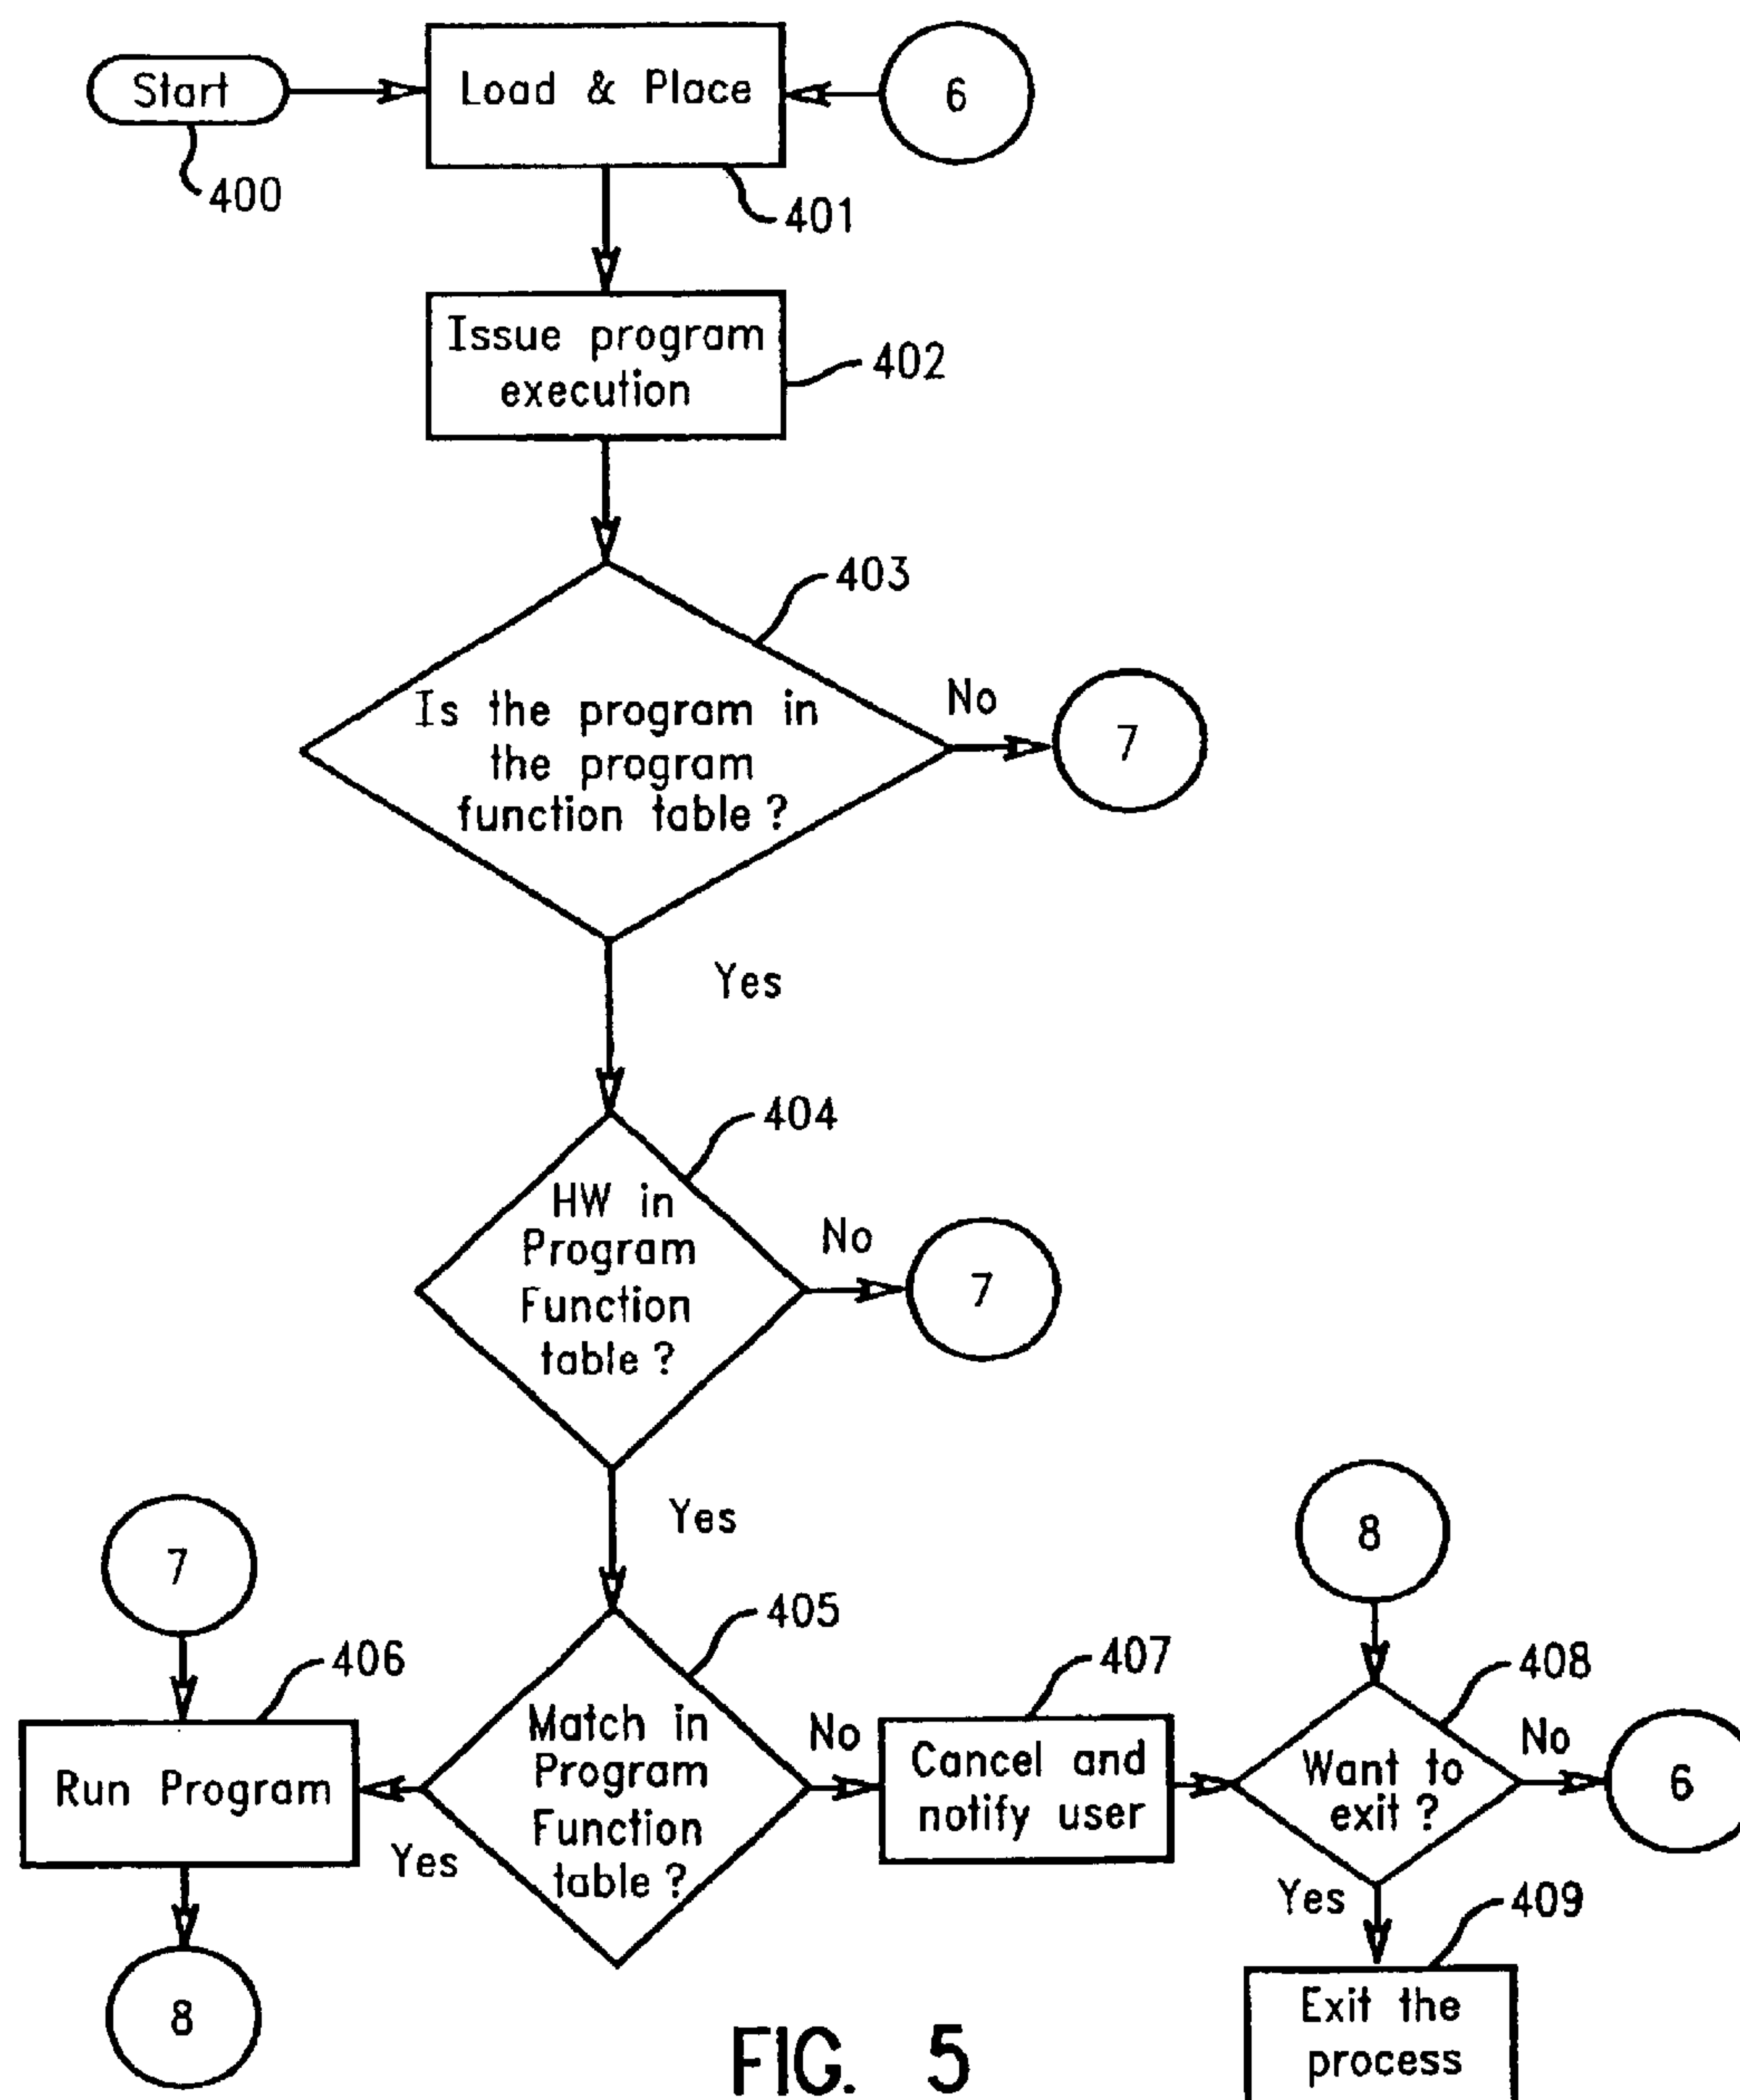 Start
Load & Place
6
400
401
Issue program
execution
402
403
Is the program in
the program
function table ?
No
7
Yes
404
HW in
Program
Function
table ?
No
7
Yes
7
8
405
406
407
408
Match in
Program
Function
table ?
No
Yes
Run Program
Cancel and
notify user
Want to
exit ?
No
6
Yes
409
8
Exit the
process
FIG. 5